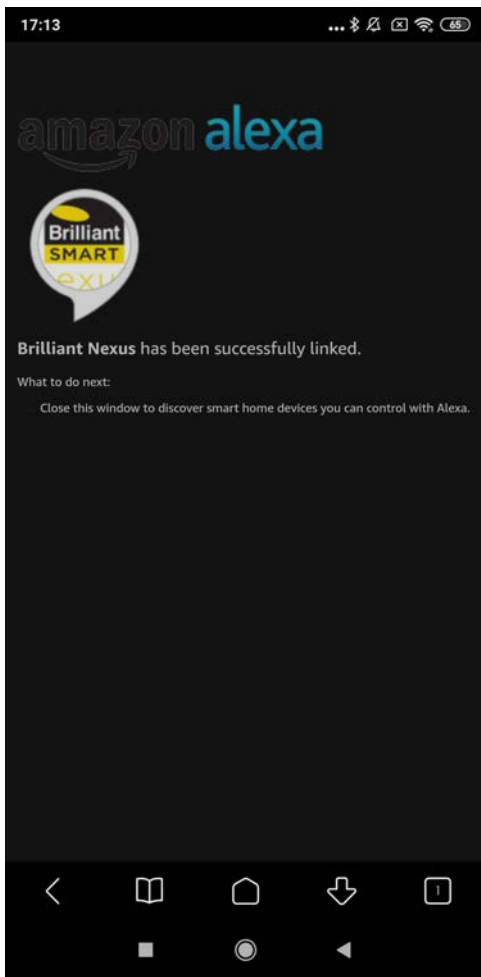 17:13
65
amazon alexa
Brilliant
SMART
exu
Brilliant Nexus has been successfully linked.
What to do next:
Close this window to discover smart home devices you can control with Alexa.
1